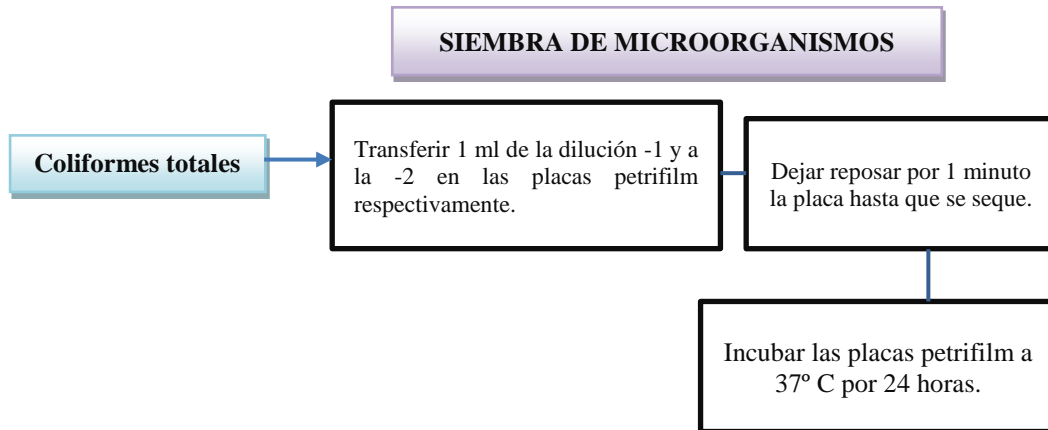 SIEMBRA DE MICROORGANISMOS
Coliformes totales
Transferir 1 ml de la dilución -1 y a
la -2 en las placas petrifilm
respectivamente.
Dejar reposar por 1 minuto
la placa hasta que se seque.
Incubar las placas petrifilm a
37º C por 24 horas.